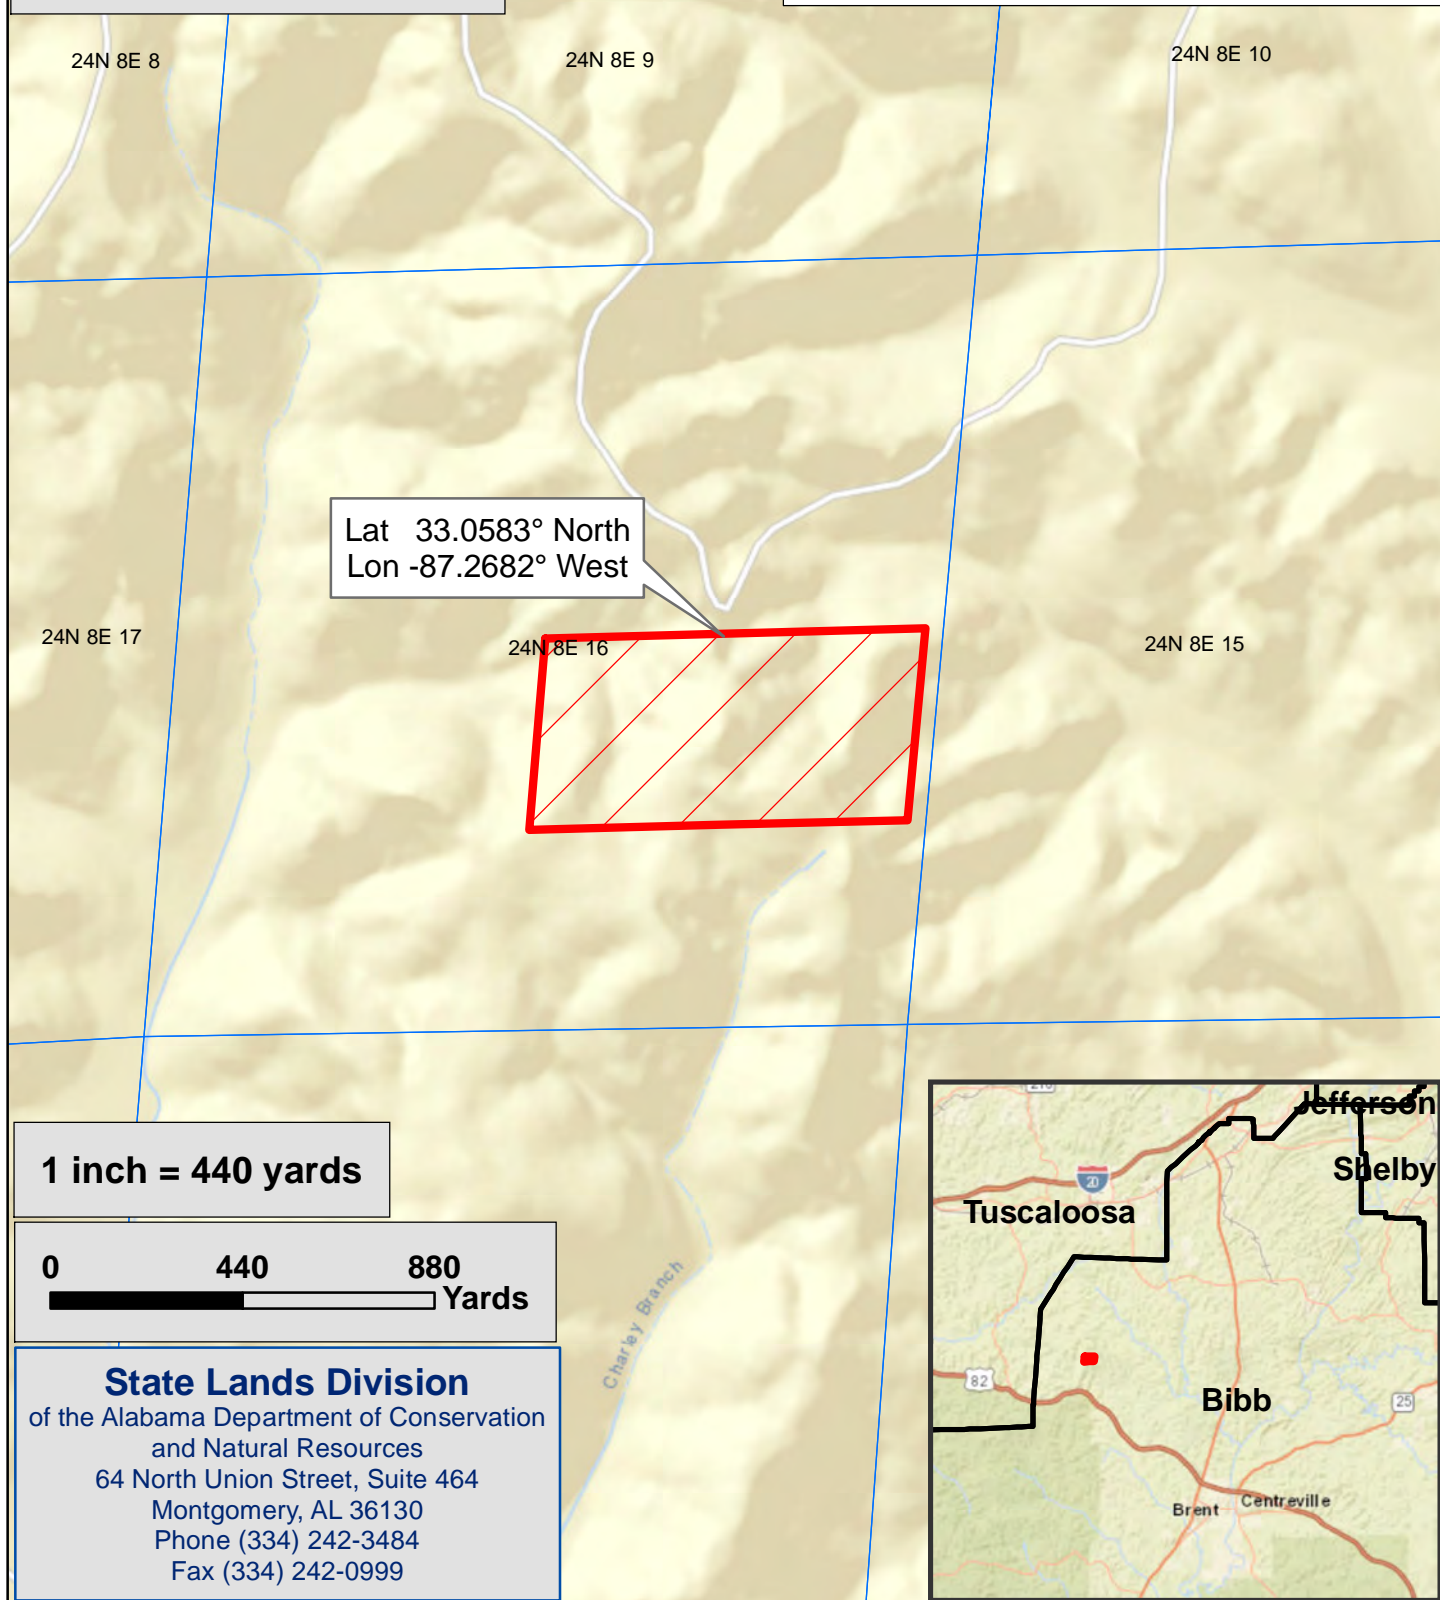 24N 8E 8
24N 8E 9
24N 8E 10
Lat 33.0583° North
Lon -87.2682° West
24N 8E 17
24N 8E 16
24N 8E 15
1 inch = 440 yards
0 440 880
Yards
Charley Branch
State Lands Division
of the Alabama Department of Conservation
and Natural Resources
64 North Union Street, Suite 464
Montgomery, AL 36130
Phone (334) 242-3484
Fax (334) 242-0999
Jefferson
Shelby
20
Tuscaloosa
82
Bibb
25
Brent
Centreville